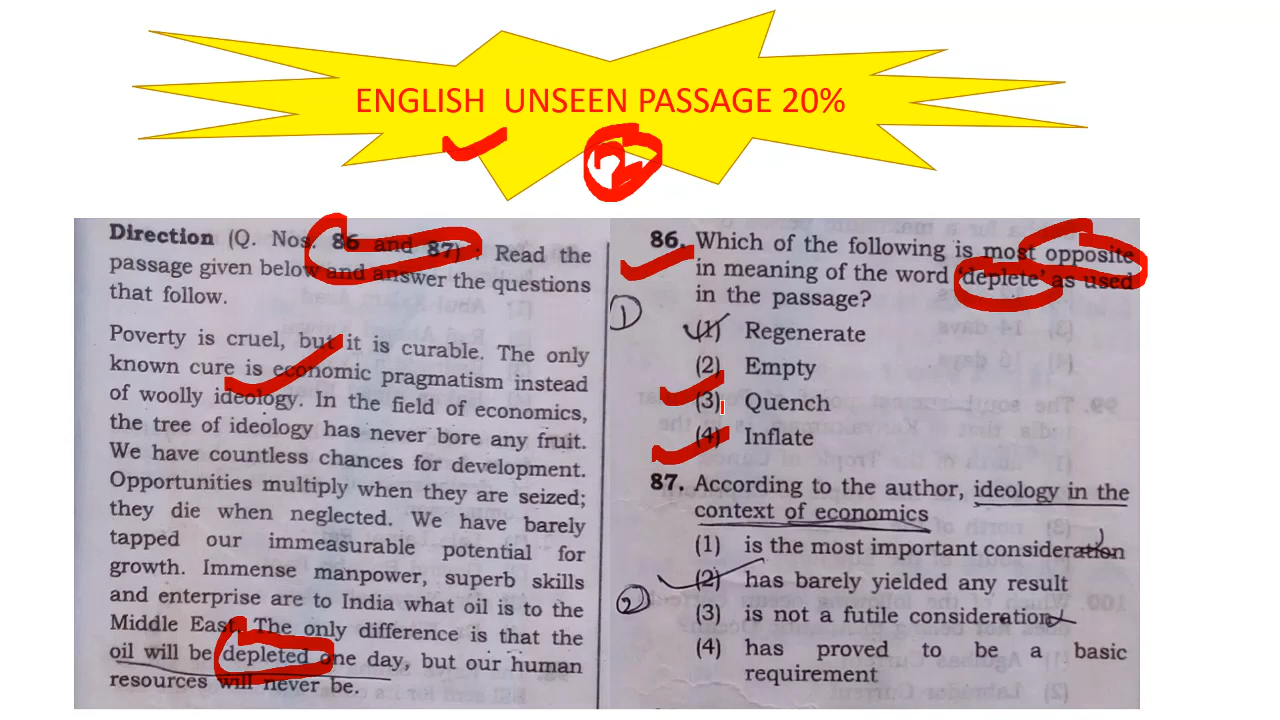 ENGLISH UNSEEN PASSAGE 20%
2
Direction (Q. Nos. 86 and 87) : Read the
passage given below and answer the questions
that follow.
Poverty is cruel, but it is curable. The only
known cure is economic pragmatism instead
of woolly ideology. In the field of economics,
the tree of ideology has never bore any fruit.
We have countless chances for development.
Opportunities multiply when they are seized;
they die when neglected. We have barely
tapped our immeasurable potential for
growth. Immense manpower, superb skills
and enterprise are to India what oil is to the
Middle East. The only difference is that the
oil will be depleted one day, but our human
resources will never be.
86. Which of the following is most opposite
in meaning of the word 'deplete' as used
in the passage?
1
(1) Regenerate
(2) Empty
(3) Quench
(4) Inflate
87. According to the author, ideology in the
context of economics
(1) is the most important consideration
(2) has barely yielded any result
2
(3) is not a futile consideration
(4) has proved to be a basic
requirement